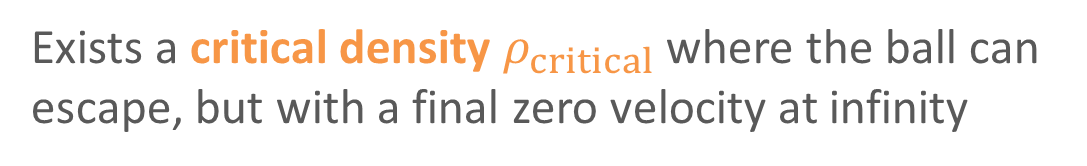 Exists a critical density ρcritical where the ball can
escape, but with a final zero velocity at infinity